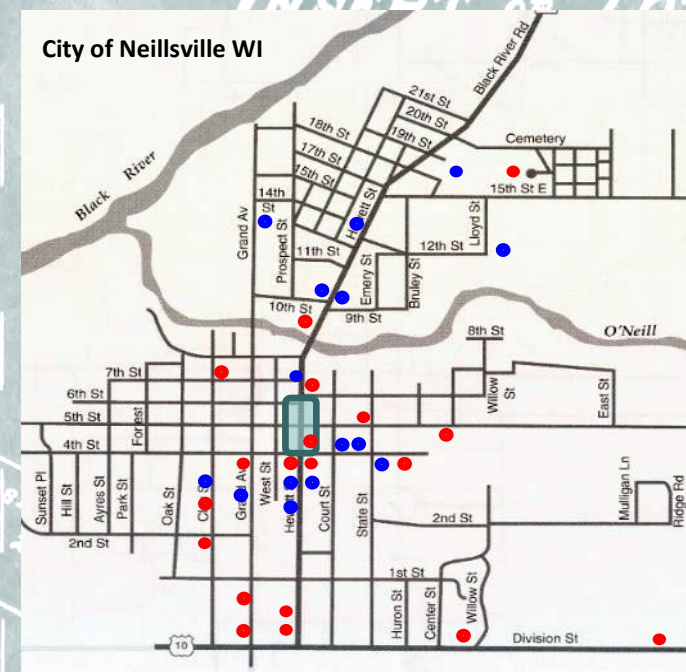 City of Neillsville WI
Black River Rd
21st St
20th St
19th St
18th St
17th St
15th St
14th
St
Cemetery
15th St E
Black River
Grand Av
Prospect St
Hewett St
11th St
12th St
Lloyd St
Emery St
Bruley St
10th St
9th St
O'Neill
8th St
7th St
6th St
5th St
4th St
Forrest
Willow
St
East St
Sunset Pl
Hill St
Ayres St
Park St
Oak St
Grand Av
West St
Hewett St
Court St
State St
Mulligan Ln
Ridge Rd
2nd St
2nd St
1st St
Huron St
Center St
Willow St
10
Division St